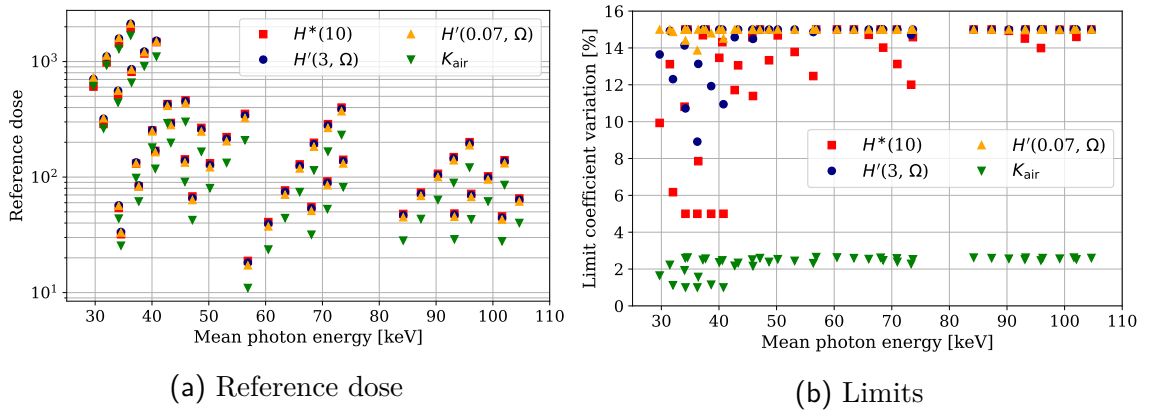 Reference dose
10³
10²
10¹
H*(10)
H′(3, Ω)
H′(0.07, Ω)
K_air
30 40 50 60 70 80 90 100 110
Mean photon energy [keV]
(a) Reference dose
Limit coefficient variation [%]
16
14
12
10
8
6
4
2
0
H*(10)
H′(3, Ω)
H′(0.07, Ω)
K_air
30 40 50 60 70 80 90 100 110
Mean photon energy [keV]
(b) Limits